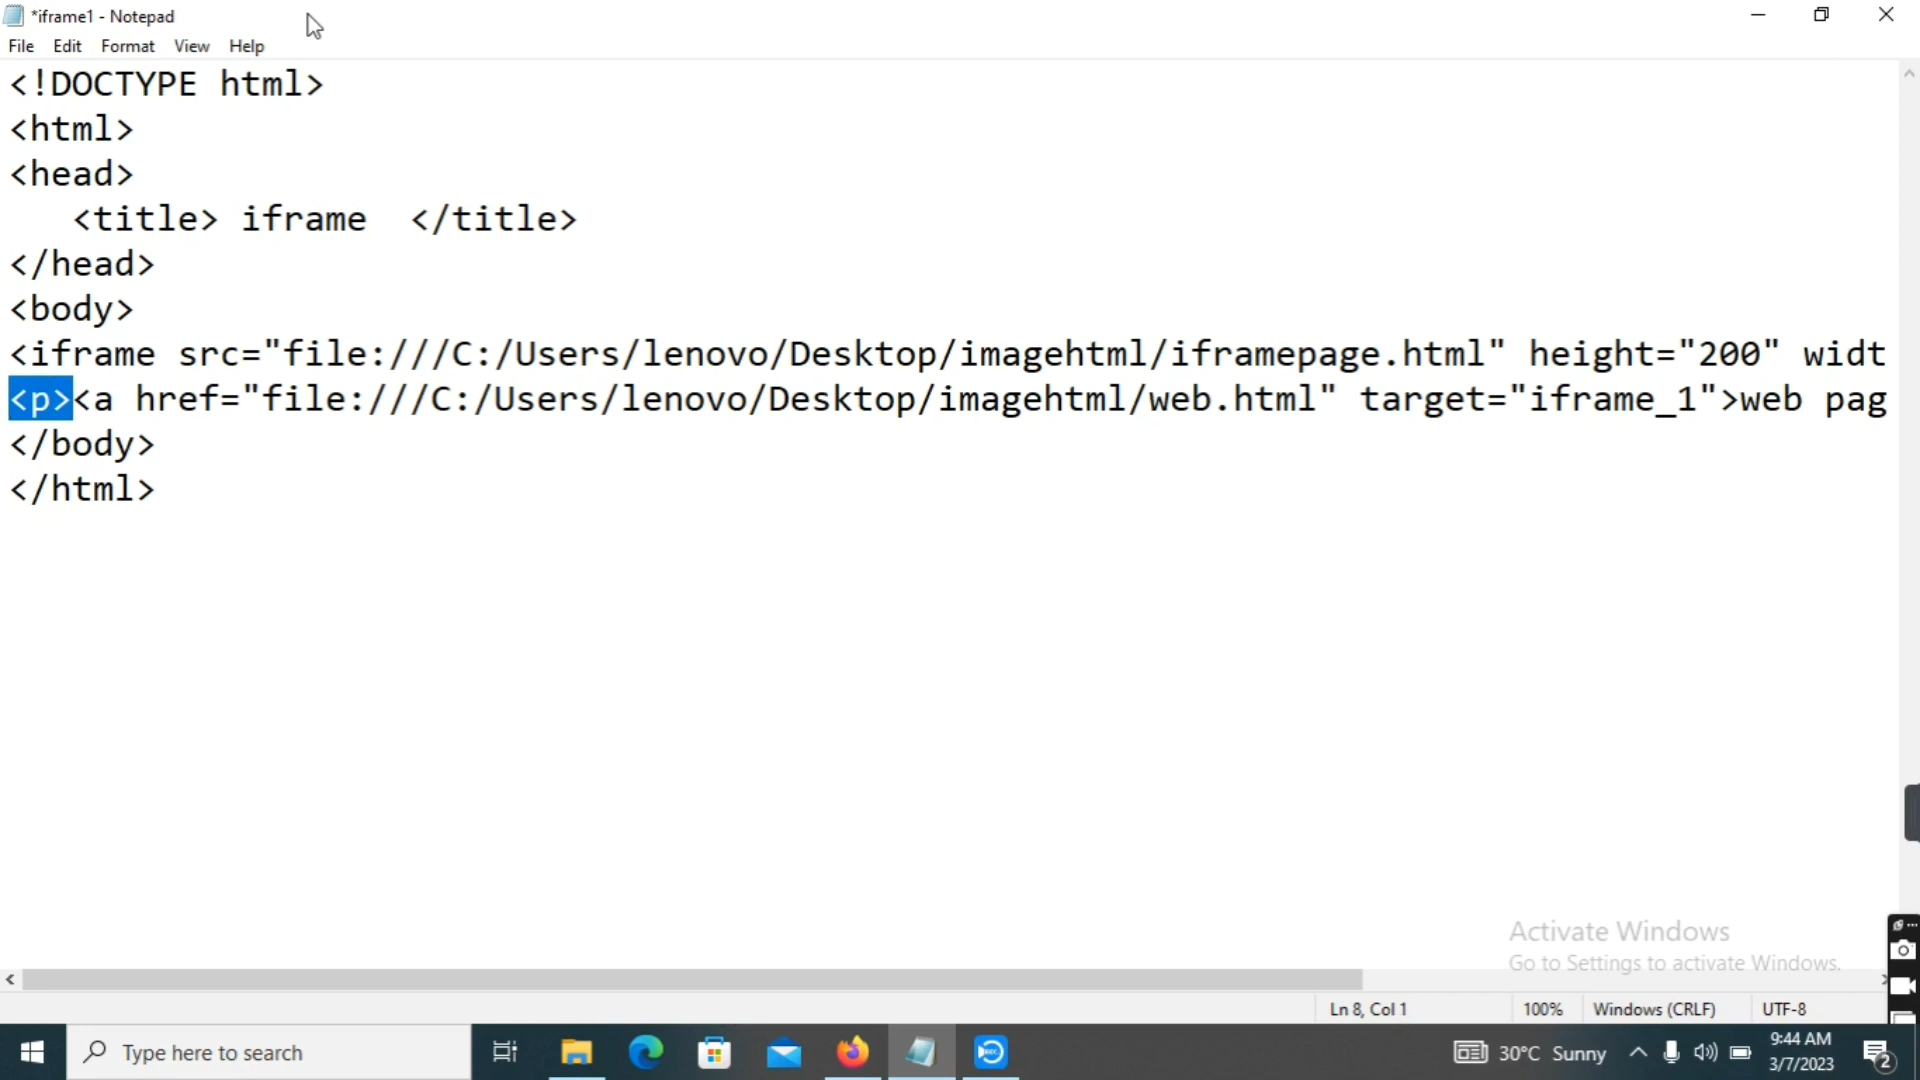 *iframe1 - Notepad
File Edit Format View Help
<!DOCTYPE html>
<html>
<head>
   <title> iframe  </title>
</head>
<body>
<iframe src="file:///C:/Users/lenovo/Desktop/imagehtml/iframepage.html" height="200" widt
<p><a href="file:///C:/Users/lenovo/Desktop/imagehtml/web.html" target="iframe_1">web pag
</body>
</html>
Activate Windows
Go to Settings to activate Windows.
Ln 8, Col 1 100% Windows (CRLF) UTF-8
Type here to search
REC
30°C Sunny
9:44 AM
3/7/2023
2